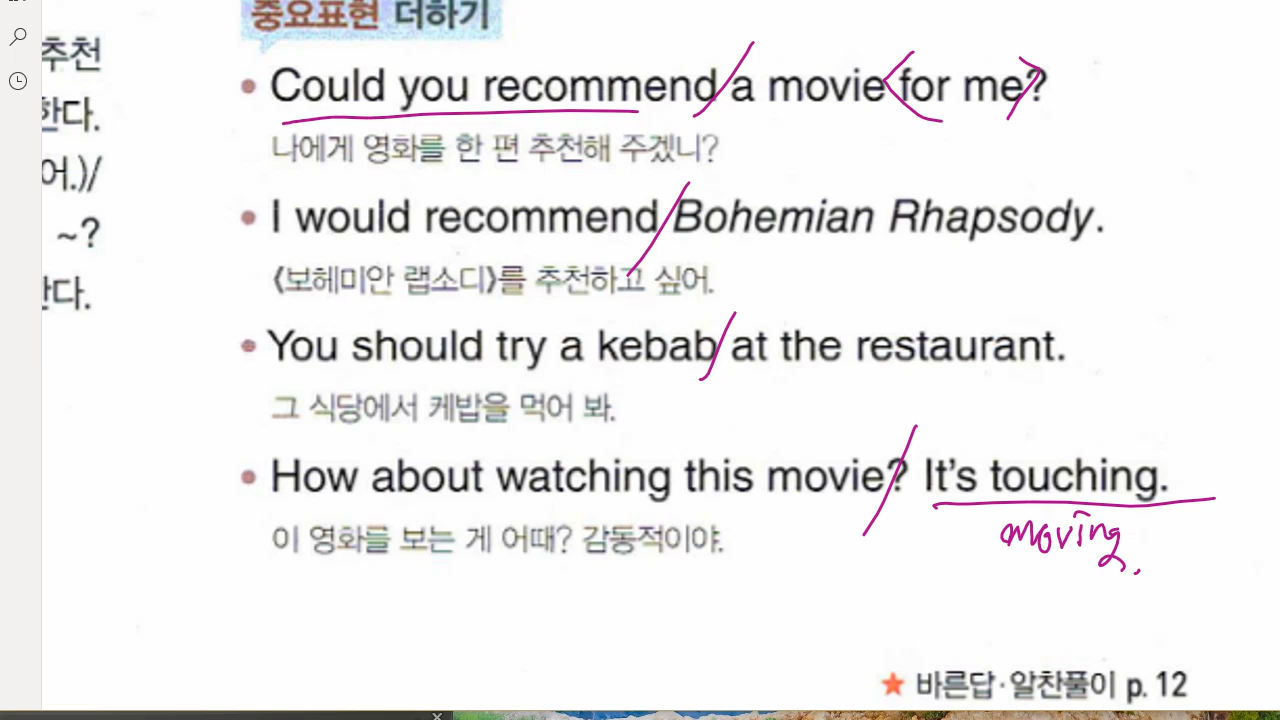 중요표현 더하기
추천
한다.
어.)/
~?
한다.
• Could you recommend a movie for me?
나에게 영화를 한 편 추천해 주겠니?
• I would recommend Bohemian Rhapsody.
《보헤미안 랩소디》를 추천하고 싶어.
• You should try a kebab at the restaurant.
그 식당에서 케밥을 먹어 봐.
• How about watching this movie? It's touching.
moving.
이 영화를 보는 게 어때? 감동적이야.
★ 바른답·알찬풀이 p. 12